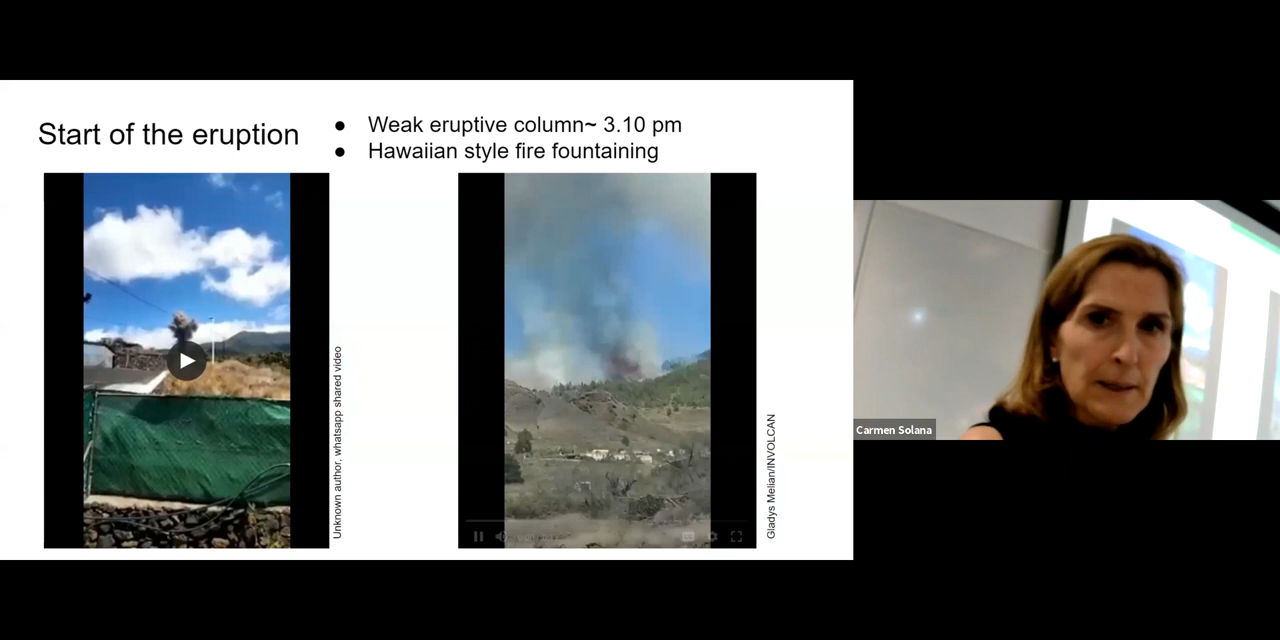 Start of the eruption
● Weak eruptive column~ 3.10 pm
● Hawaiian style fire fountaining
Unknown author, whatsapp shared video
Gladys Melian/INVOLCAN
Carmen Solana